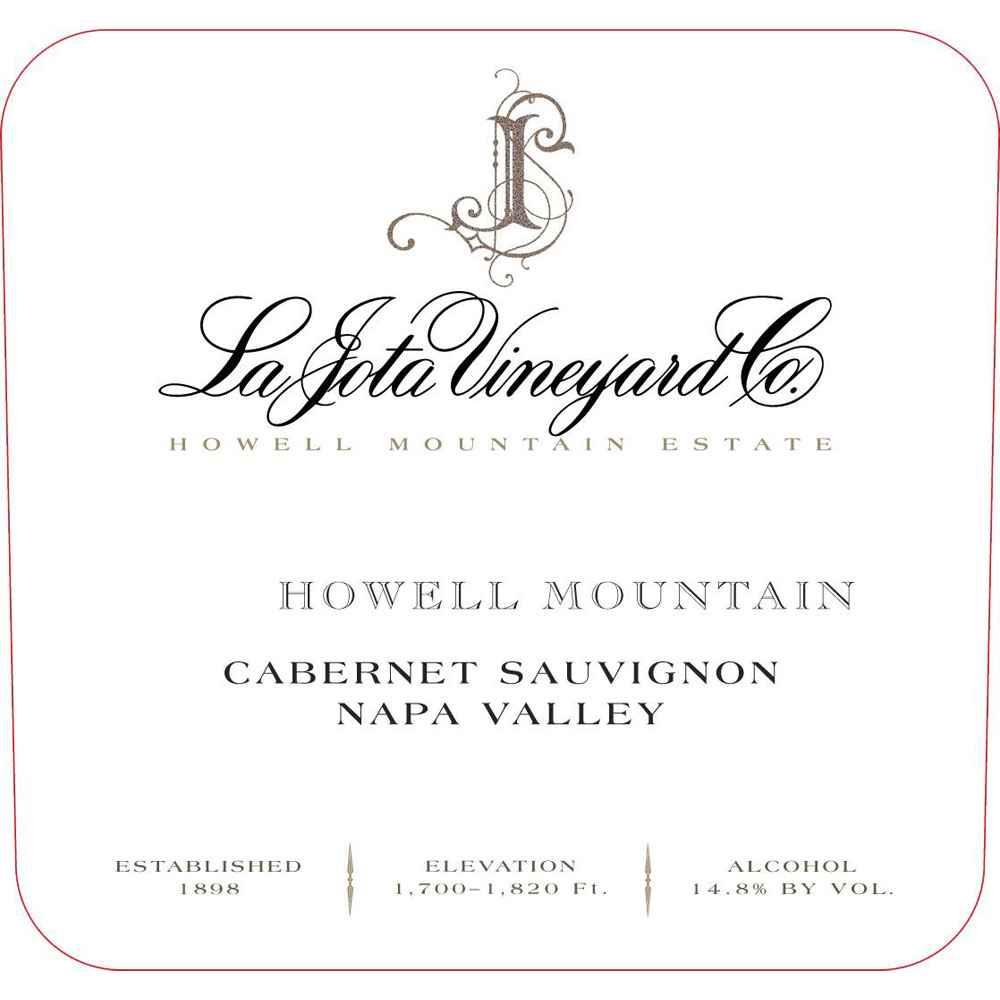 La Jota Vineyard Co.
HOWELL MOUNTAIN ESTATE
HOWELL MOUNTAIN
CABERNET SAUVIGNON
NAPA VALLEY
ESTABLISHED
1898
ELEVATION
1,700–1,820 Ft.
ALCOHOL
14.8% BY VOL.